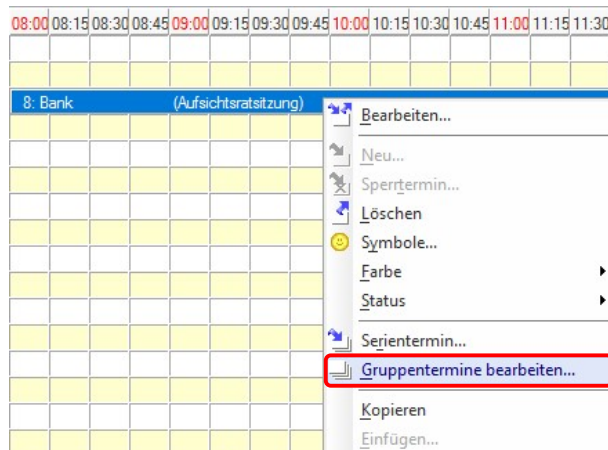 08:00 08:15 08:30 08:45 09:00 09:15 09:30 09:45 10:00 10:15 10:30 10:45 11:00 11:15 11:30
8: Bank (Aufsichtsratsitzung)
Bearbeiten...
Neu...
Sperrtermin...
Löschen
Symbole...
Farbe
Status
Serientermin...
Gruppentermine bearbeiten...
Kopieren
Einfügen...